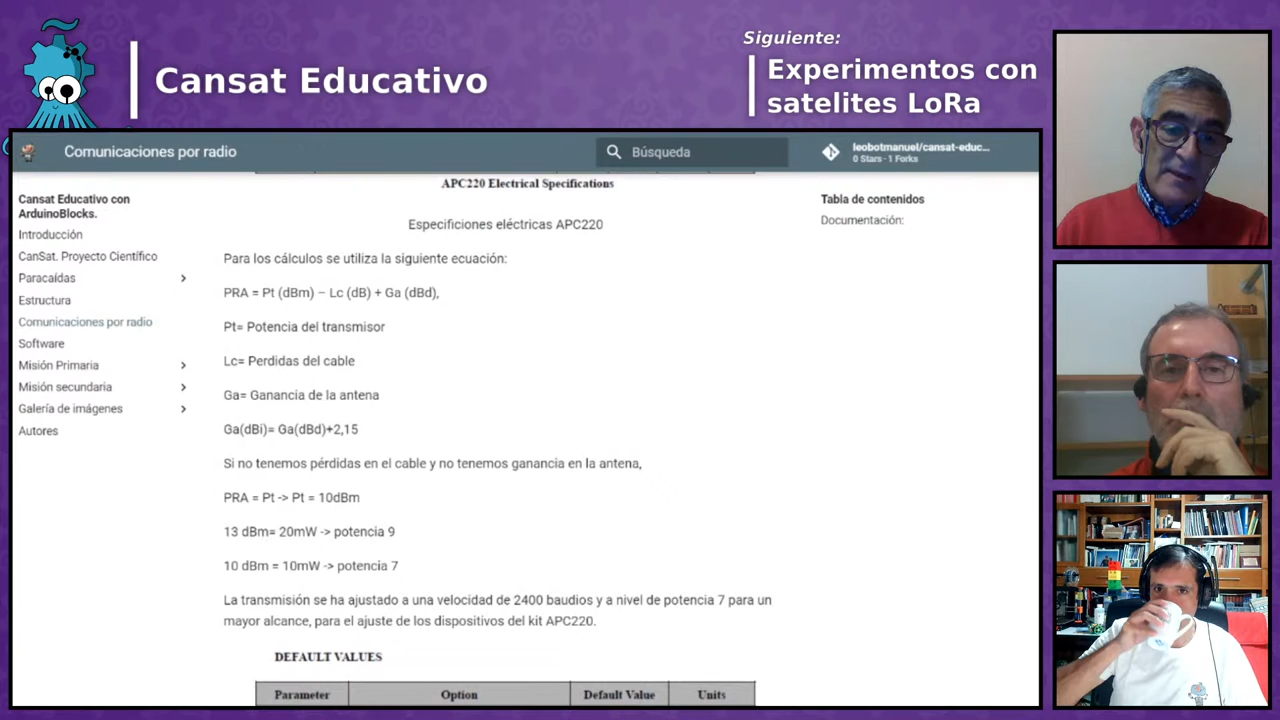 Cansat Educativo
Siguiente:
Experimentos con
satelites LoRa
Comunicaciones por radio
Búsqueda
leobotmanuel/cansat-educ...
0 Stars · 1 Forks
Cansat Educativo con
ArduinoBlocks.
Introducción
CanSat. Proyecto Científico
Paracaídas
Estructura
Comunicaciones por radio
Software
Misión Primaria
Misión secundaria
Galería de imágenes
Autores
APC220 Electrical Specifications
Especificiones eléctricas APC220
Para los cálculos se utiliza la siguiente ecuación:
PRA = Pt (dBm) – Lc (dB) + Ga (dBd),
Pt= Potencia del transmisor
Lc= Perdidas del cable
Ga= Ganancia de la antena
Ga(dBi)= Ga(dBd)+2,15
Si no tenemos pérdidas en el cable y no tenemos ganancia en la antena,
PRA = Pt -> Pt = 10dBm
13 dBm= 20mW -> potencia 9
10 dBm = 10mW -> potencia 7
La transmisión se ha ajustado a una velocidad de 2400 baudios y a nivel de potencia 7 para un
mayor alcance, para el ajuste de los dispositivos del kit APC220.
DEFAULT VALUES
Parameter Option Default Value Units
Tabla de contenidos
Documentación: